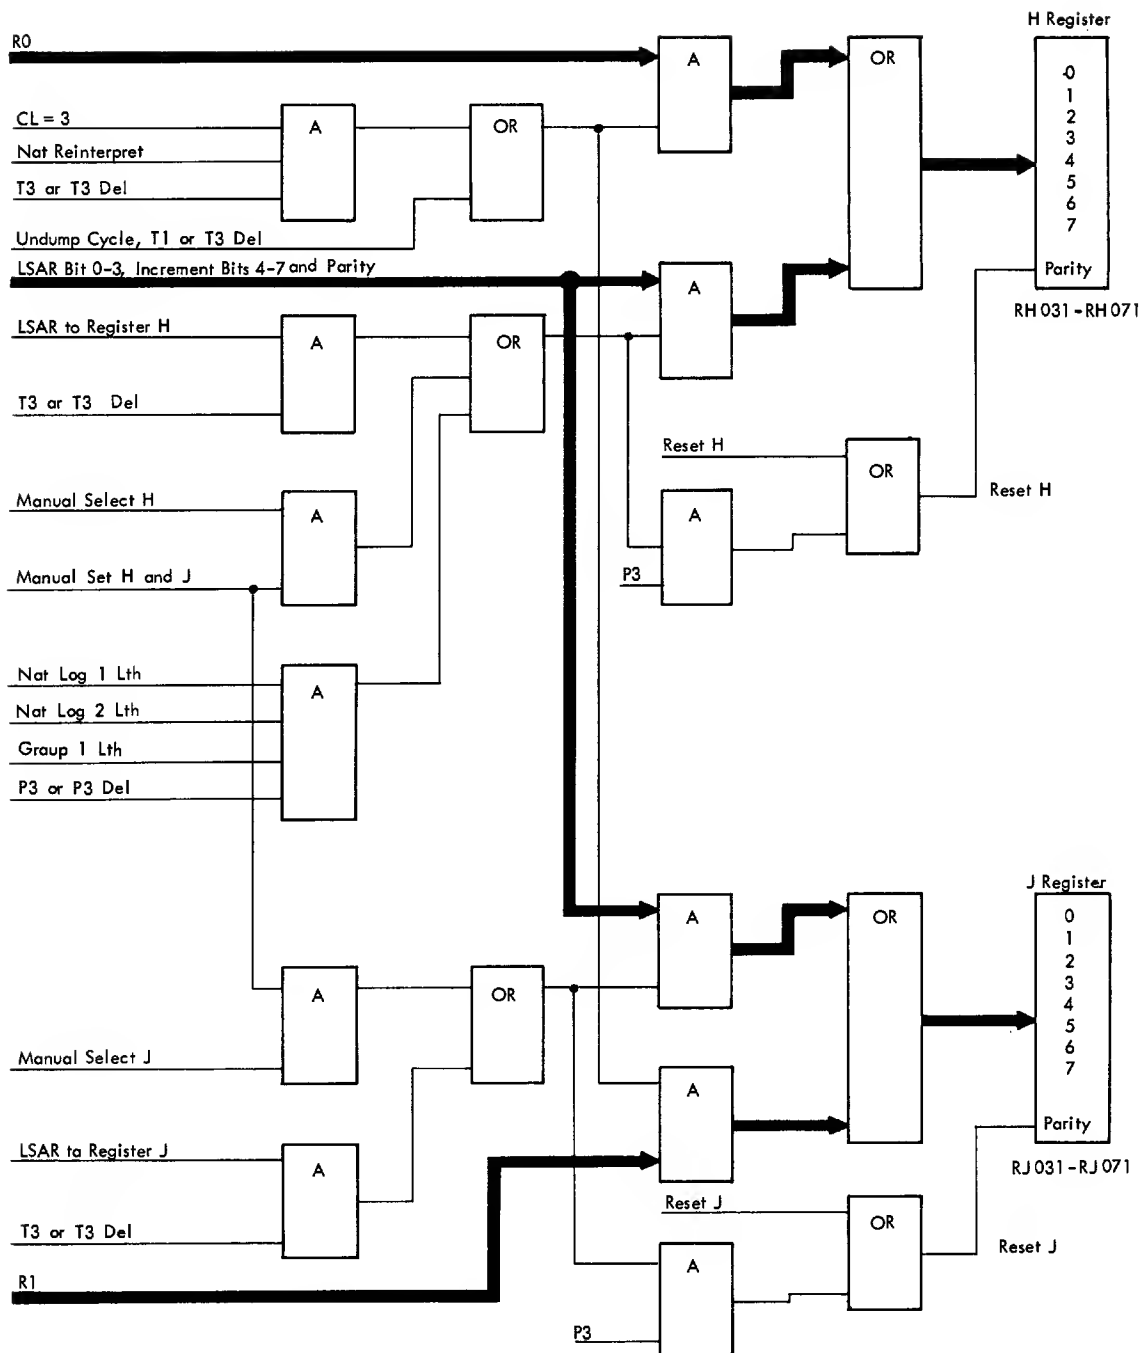 H Register
R0
A
OR
0
1
2
3
4
5
6
7
Parity
RH 031 - RH 071
CL = 3
A
OR
Nat Reinterpret
T3 ar T3 Del
Undump Cycle, T1 or T3 Del
LSAR Bit 0-3, Increment Bits 4-7 and Parity
A
LSAR to Register H
A
OR
T3 ar T3 Del
Reset H
OR
Reset H
A
P3
Manual Select H
A
Manual Set H and J
Nat Log 1 Lth
A
Nat Log 2 Lth
Graup 1 Lth
P3 or P3 Del
J Register
A
OR
0
1
2
3
4
5
6
7
Parity
RJ 031 - RJ 071
A
OR
Manual Select J
A
LSAR ta Register J
A
T3 or T3 Del
Reset J
OR
Reset J
R1
A
P3